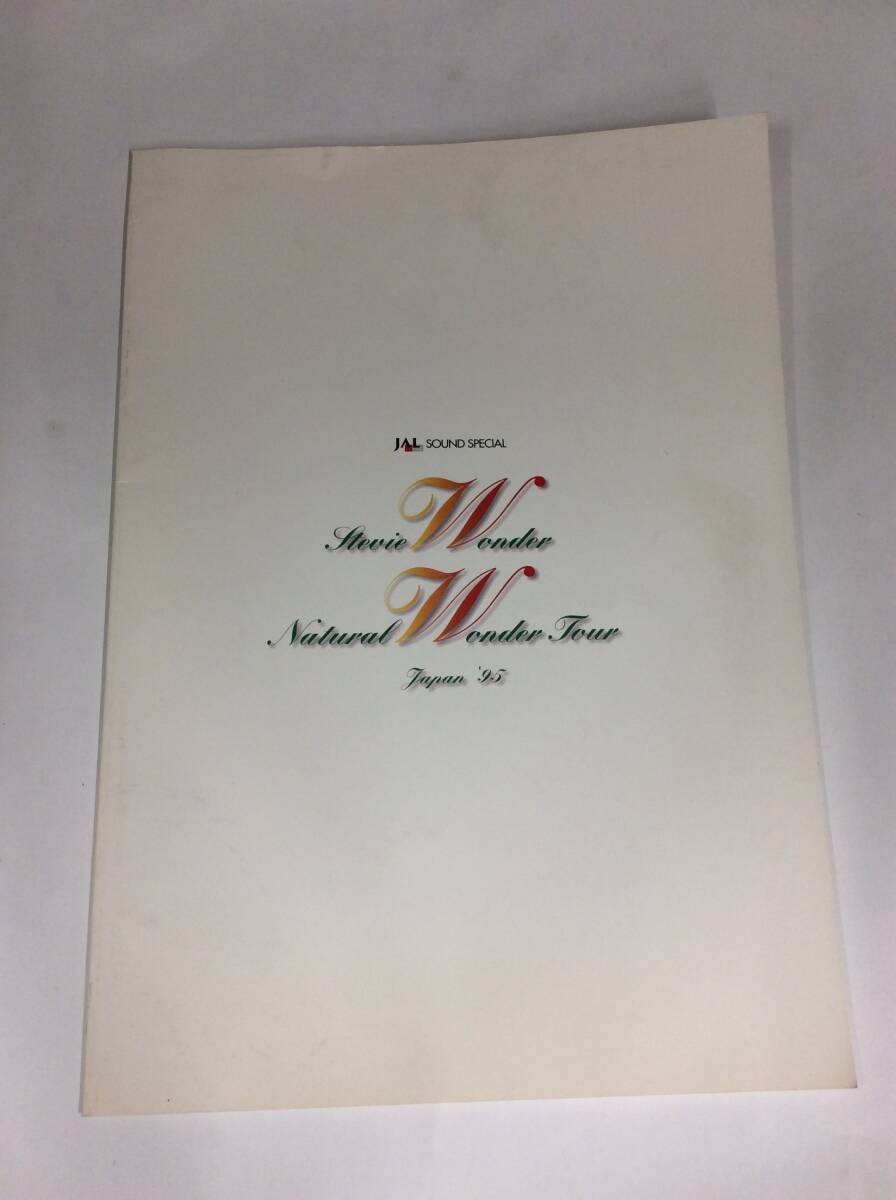 JAL SOUND SPECIAL
Stevie Wonder
Natural Wonder Tour
Japan '95